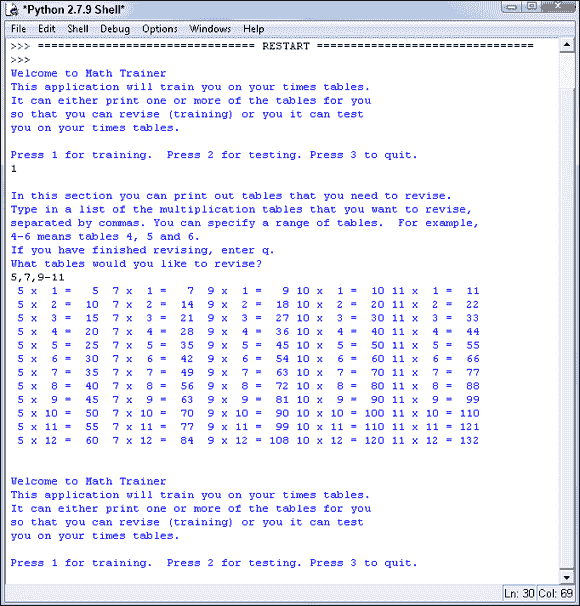 *Python 2.7.9 Shell*
File Edit Shell Debug Options Windows Help
>>> ================================ RESTART ================================
>>>
Welcome to Math Trainer
This application will train you on your times tables.
It can either print one or more of the tables for you
so that you can revise (training) or you it can test
you on your times tables.
Press 1 for training.  Press 2 for testing. Press 3 to quit.
1
In this section you can print out tables that you need to revise.
Type in a list of the multiplication tables that you want to revise,
separated by commas. You can specify a range of tables.  For example,
4-6 means tables 4, 5 and 6.
If you have finished revising, enter q.
What tables would you like to revise?
5,7,9-11
 5 x  1 =   5  7 x  1 =   7  9 x  1 =   9 10 x  1 =  10 11 x  1 =  11
 5 x  2 =  10  7 x  2 =  14  9 x  2 =  18 10 x  2 =  20 11 x  2 =  22
 5 x  3 =  15  7 x  3 =  21  9 x  3 =  27 10 x  3 =  30 11 x  3 =  33
 5 x  4 =  20  7 x  4 =  28  9 x  4 =  36 10 x  4 =  40 11 x  4 =  44
 5 x  5 =  25  7 x  5 =  35  9 x  5 =  45 10 x  5 =  50 11 x  5 =  55
 5 x  6 =  30  7 x  6 =  42  9 x  6 =  54 10 x  6 =  60 11 x  6 =  66
 5 x  7 =  35  7 x  7 =  49  9 x  7 =  63 10 x  7 =  70 11 x  7 =  77
 5 x  8 =  40  7 x  8 =  56  9 x  8 =  72 10 x  8 =  80 11 x  8 =  88
 5 x  9 =  45  7 x  9 =  63  9 x  9 =  81 10 x  9 =  90 11 x  9 =  99
 5 x 10 =  50  7 x 10 =  70  9 x 10 =  90 10 x 10 = 100 11 x 10 = 110
 5 x 11 =  55  7 x 11 =  77  9 x 11 =  99 10 x 11 = 110 11 x 11 = 121
 5 x 12 =  60  7 x 12 =  84  9 x 12 = 108 10 x 12 = 120 11 x 12 = 132
Welcome to Math Trainer
This application will train you on your times tables.
It can either print one or more of the tables for you
so that you can revise (training) or you it can test
you on your times tables.
Press 1 for training.  Press 2 for testing. Press 3 to quit.
Ln: 30 Col: 69